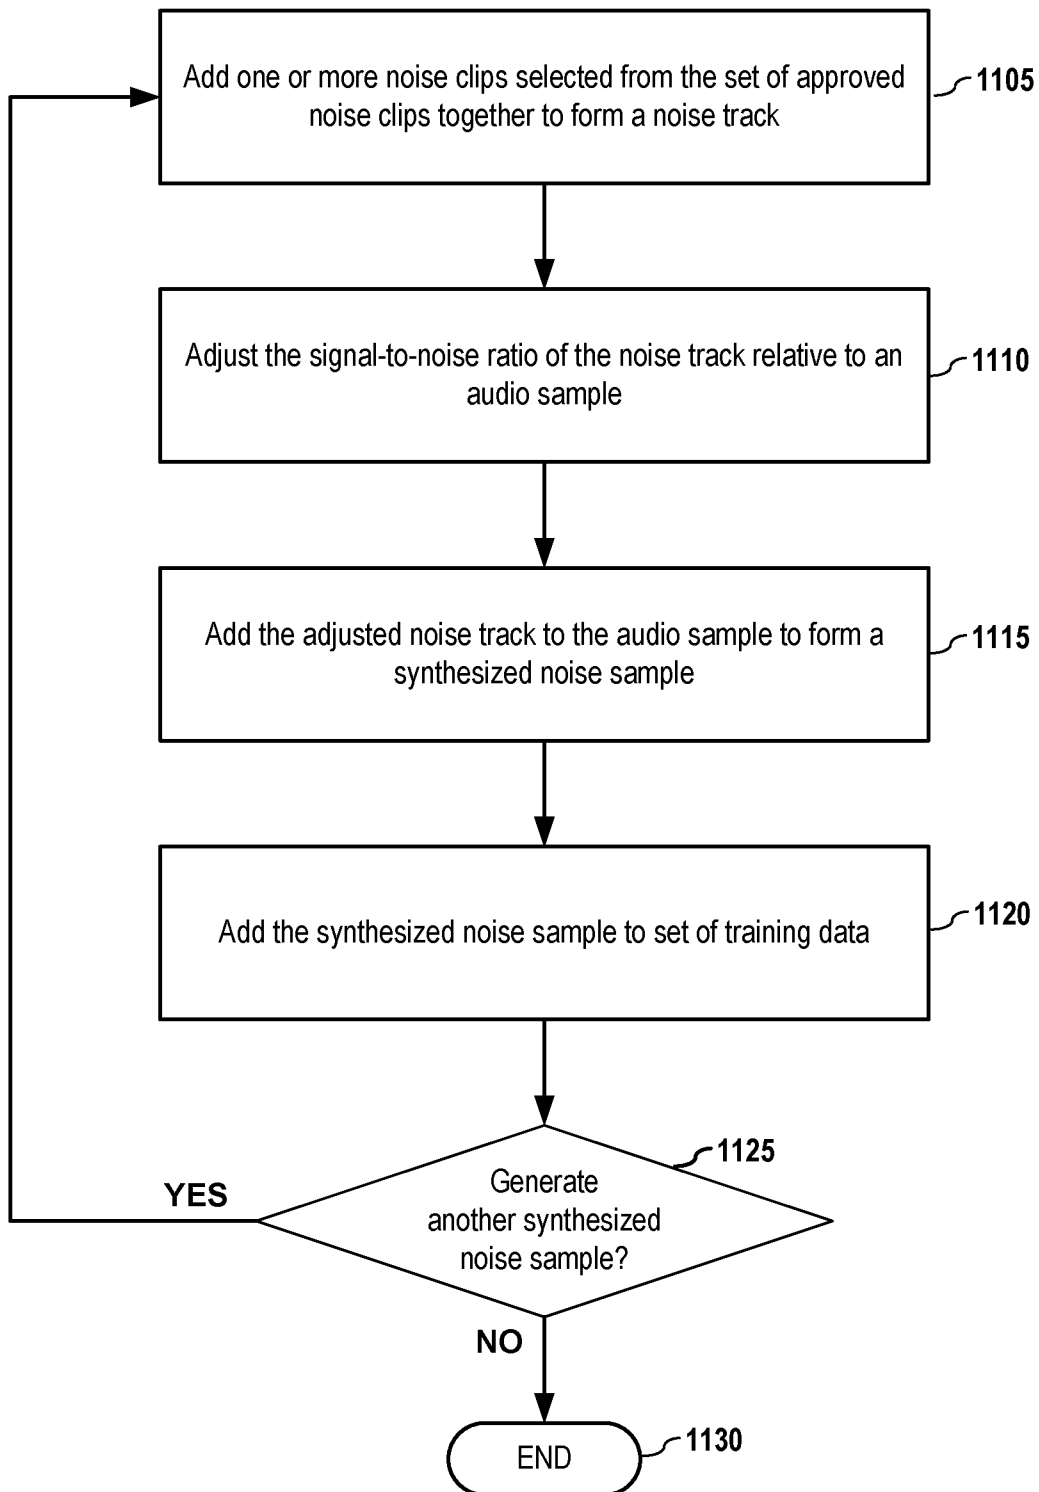 Add one or more noise clips selected from the set of approved
noise clips together to form a noise track
1105
Adjust the signal-to-noise ratio of the noise track relative to an
audio sample
1110
Add the adjusted noise track to the audio sample to form a
synthesized noise sample
1115
Add the synthesized noise sample to set of training data
1120
1125
Generate
another synthesized
noise sample?
YES
NO
END
1130